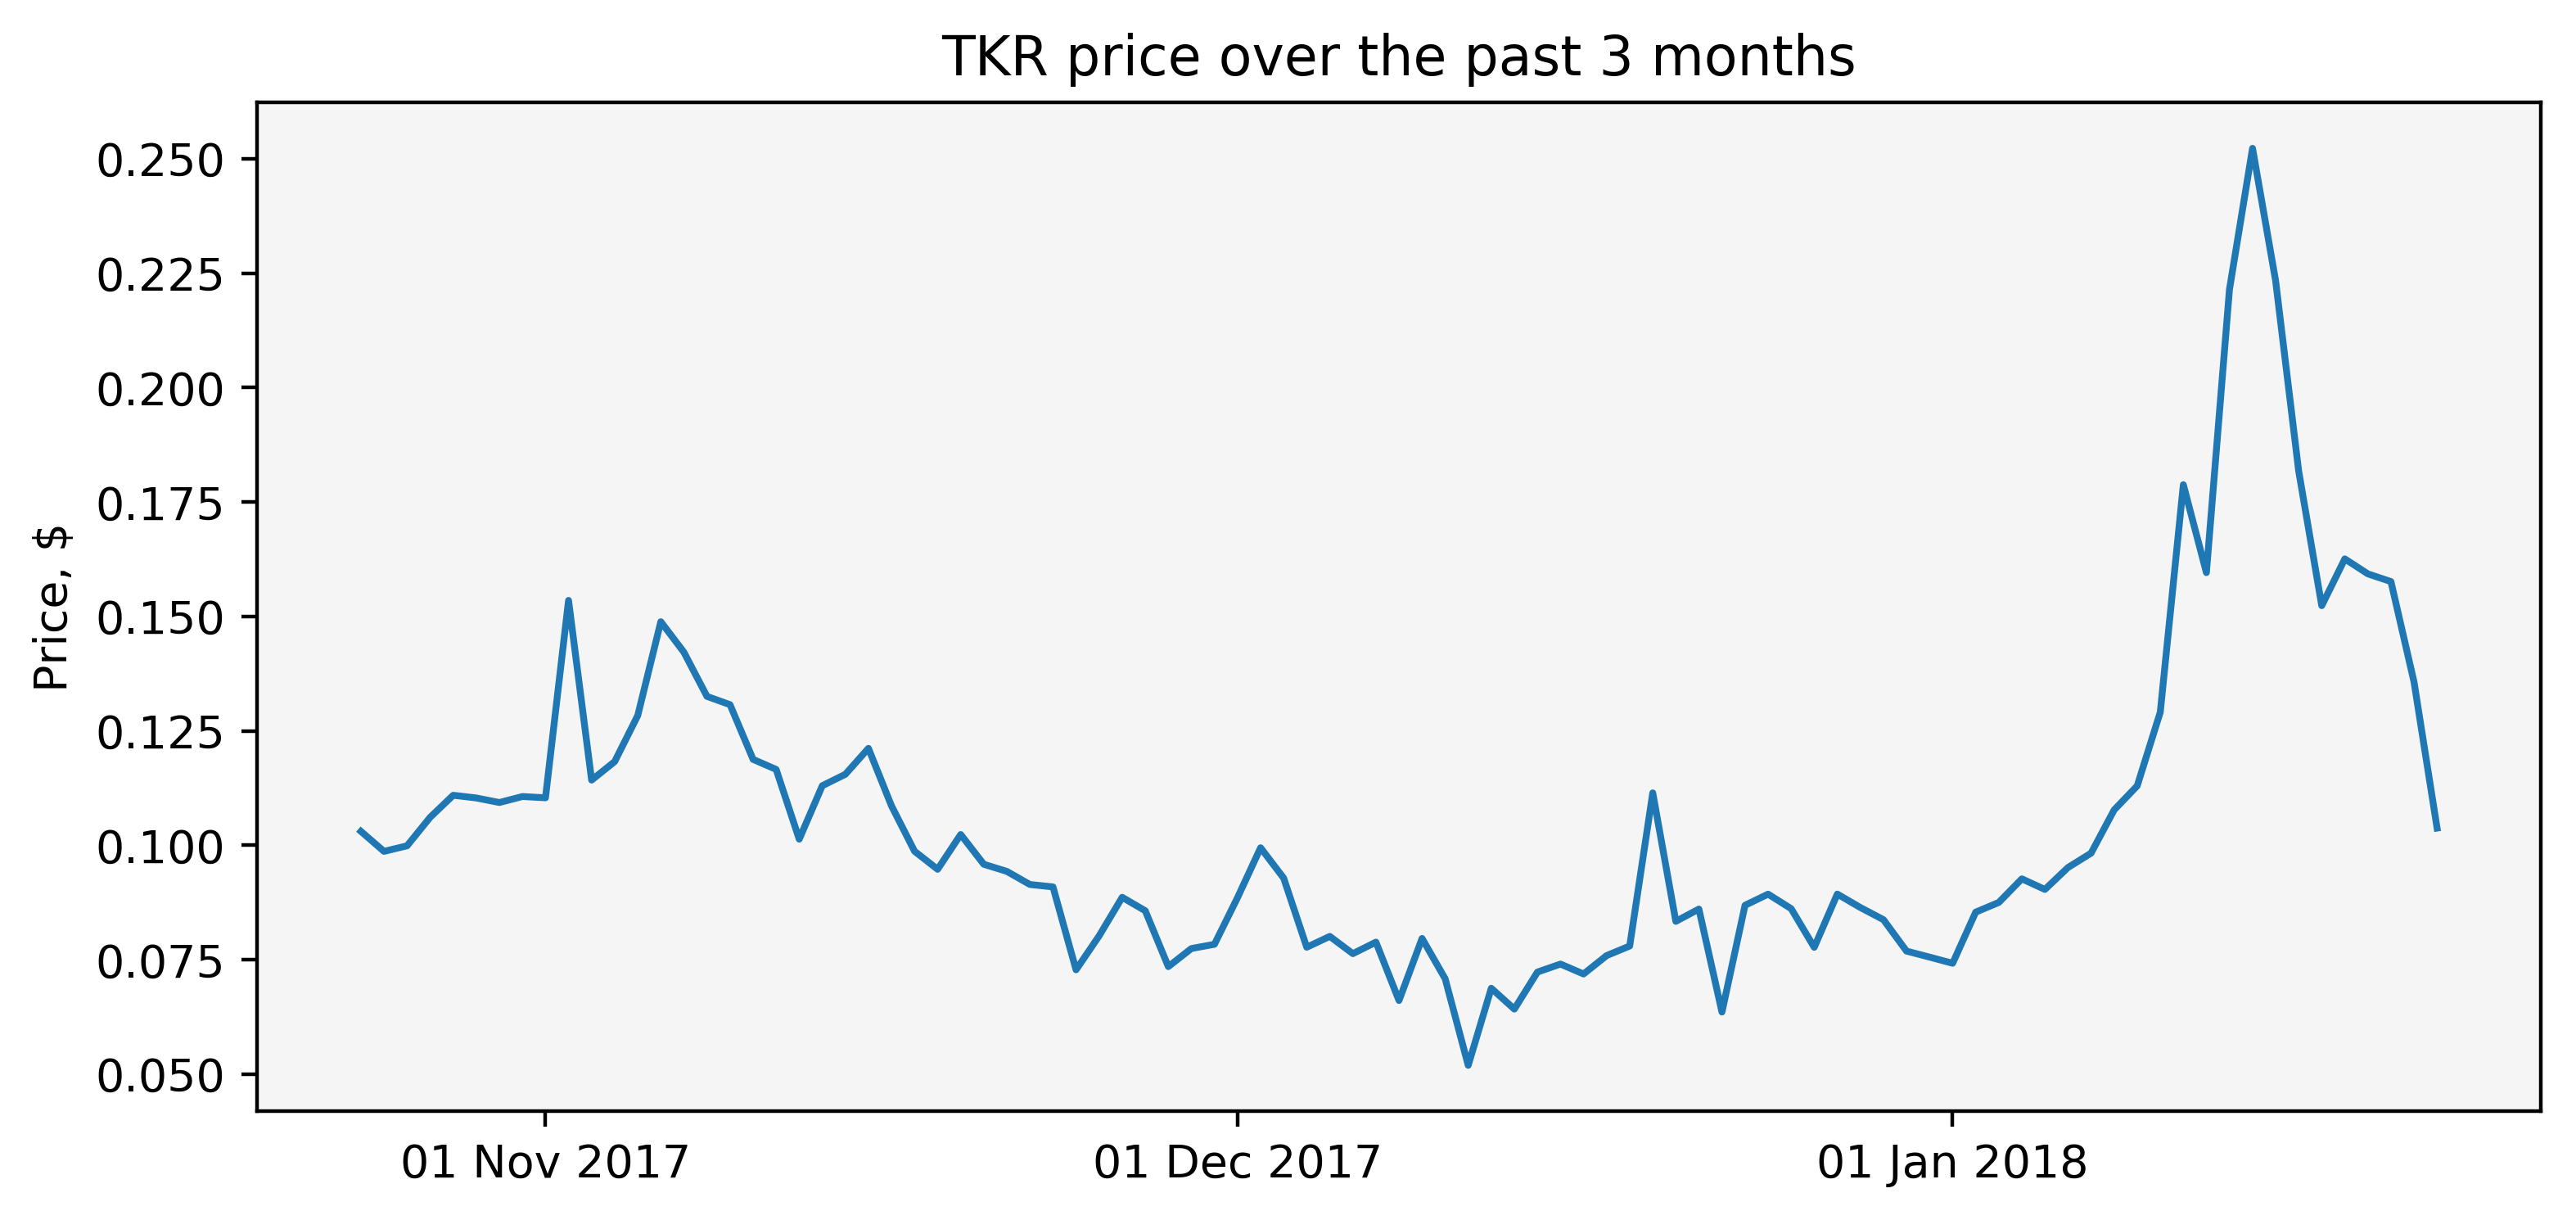 TKR price over the past 3 months
Price, $
0.250
0.225
0.200
0.175
0.150
0.125
0.100
0.075
0.050
01 Nov 2017
01 Dec 2017
01 Jan 2018